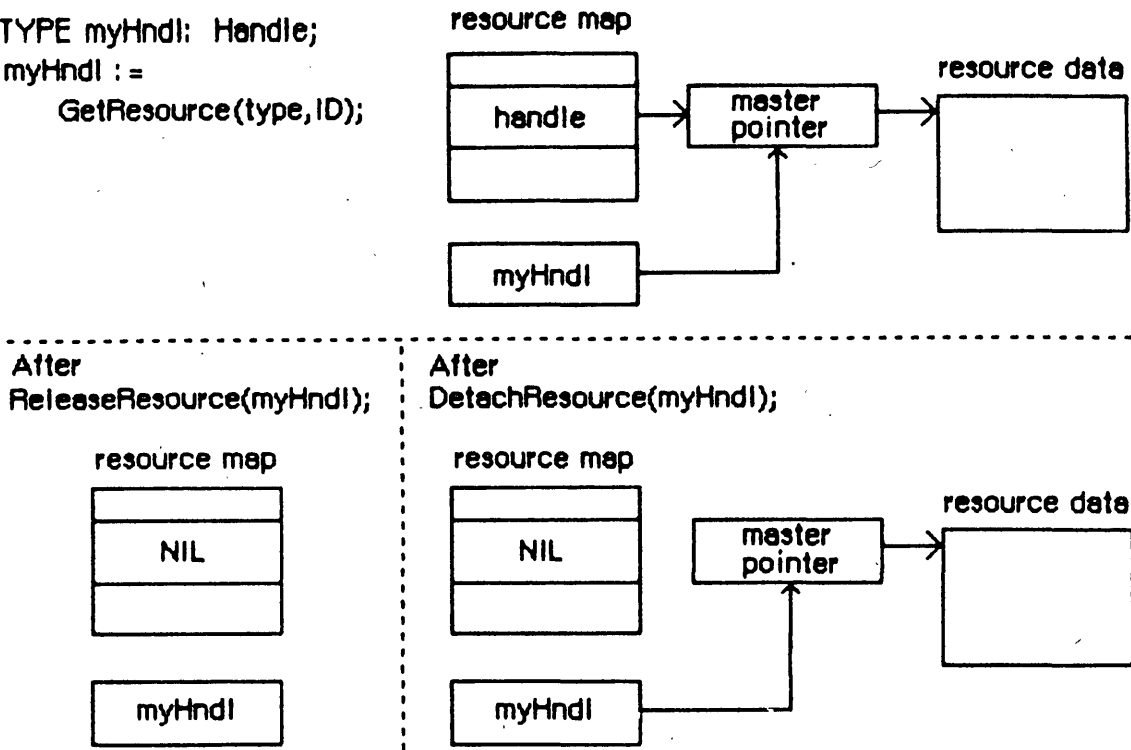 TYPE myHndl: Handle;
myHndl :=
GetResource(type,ID);
resource map
handle
master
pointer
resource data
myHndl
After
ReleaseResource(myHndl);
resource map
NIL
myHndl
After
DetachResource(myHndl);
resource map
NIL
master
pointer
resource data
myHndl